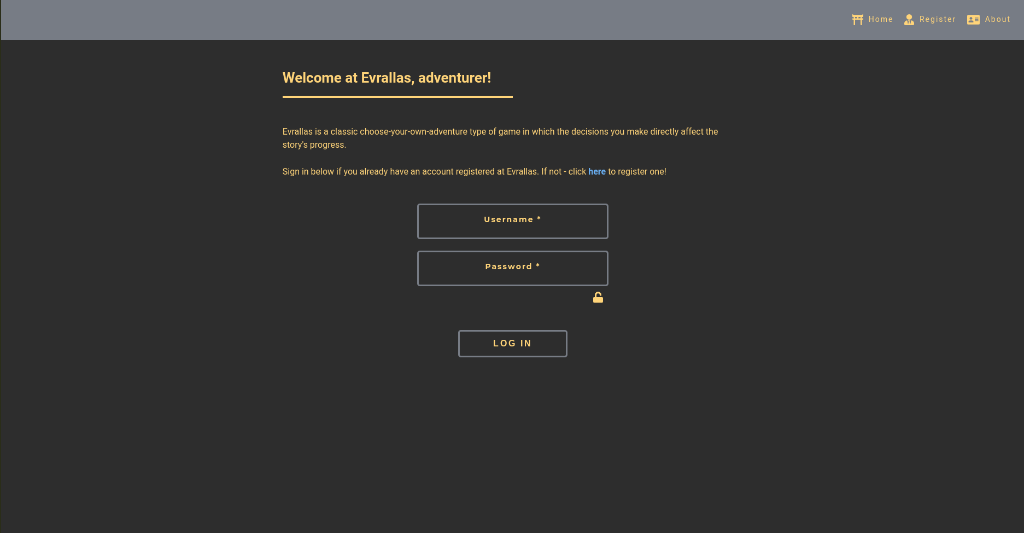 Home Register About
Welcome at Evrallas, adventurer!
Evrallas is a classic choose-your-own-adventure type of game in which the decisions you make directly affect the
story's progress.
Sign in below if you already have an account registered at Evrallas. If not - click here to register one!
Username *
Password *
LOG IN